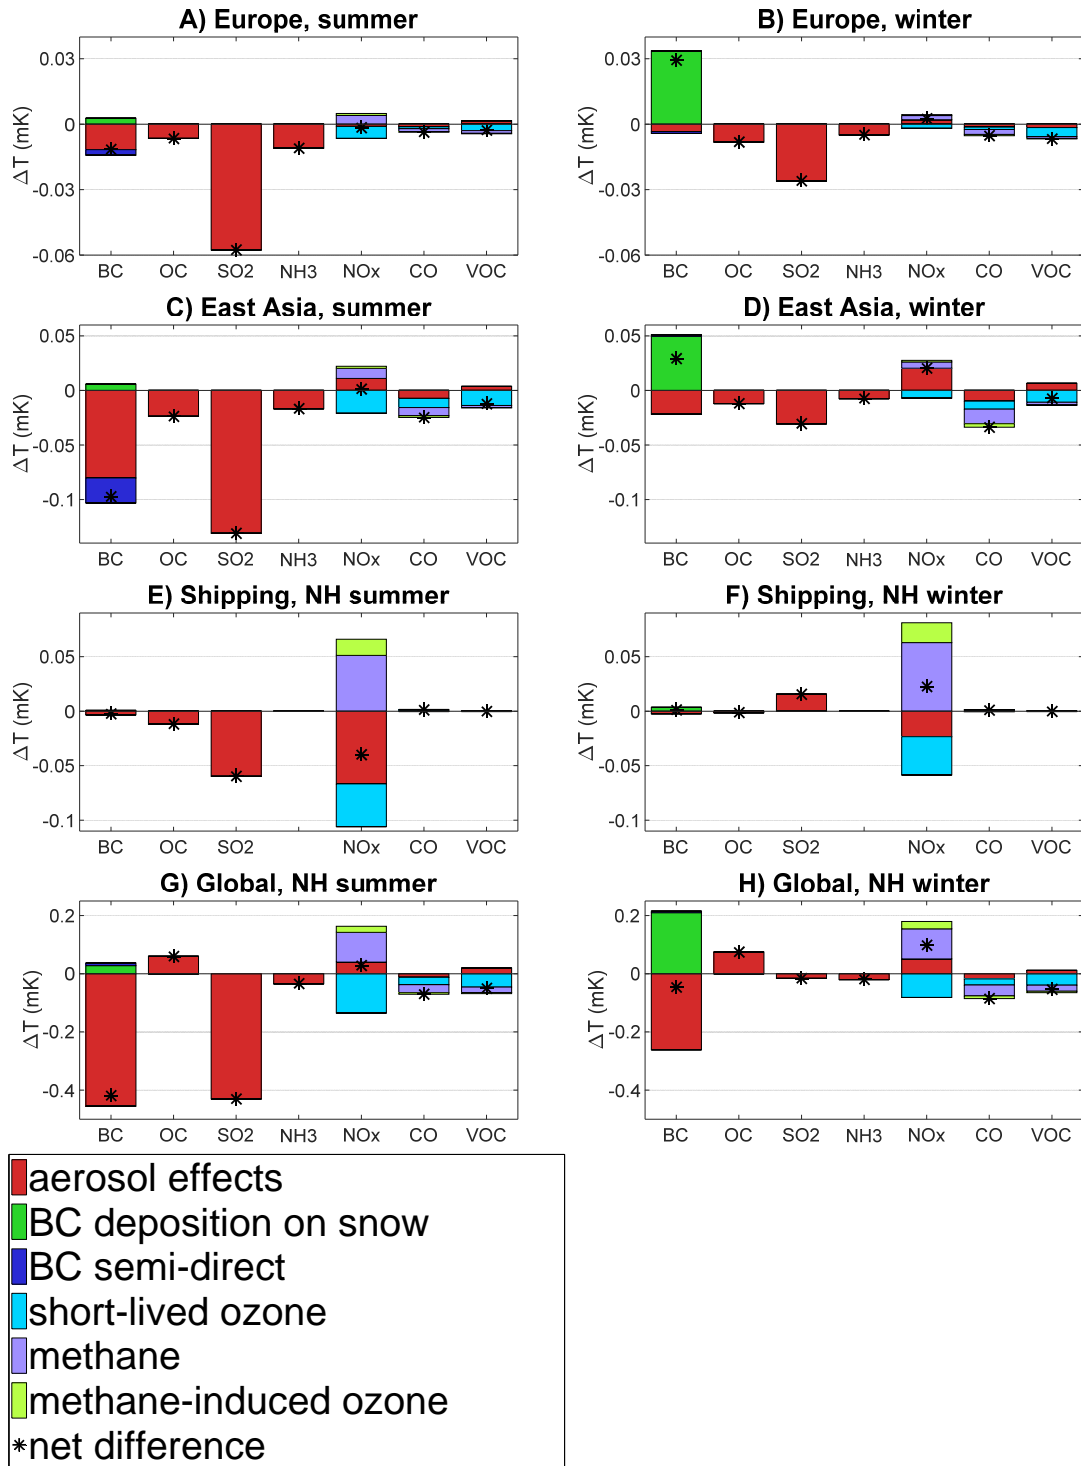 A) Europe, summer
0.03
0
-0.03
-0.06
ΔT (mK)
BC OC SO2 NH3 NOx CO VOC
B) Europe, winter
0.03
0
-0.03
-0.06
ΔT (mK)
BC OC SO2 NH3 NOx CO VOC
C) East Asia, summer
0.05
0
-0.05
-0.1
ΔT (mK)
BC OC SO2 NH3 NOx CO VOC
D) East Asia, winter
0.05
0
-0.05
-0.1
ΔT (mK)
BC OC SO2 NH3 NOx CO VOC
E) Shipping, NH summer
0.05
0
-0.05
-0.1
ΔT (mK)
BC OC SO2 NOx CO VOC
F) Shipping, NH winter
0.05
0
-0.05
-0.1
ΔT (mK)
BC OC SO2 NOx CO VOC
G) Global, NH summer
0.2
0
-0.2
-0.4
ΔT (mK)
BC OC SO2 NH3 NOx CO VOC
H) Global, NH winter
0.2
0
-0.2
-0.4
ΔT (mK)
BC OC SO2 NH3 NOx CO VOC
aerosol effects
BC deposition on snow
BC semi-direct
short-lived ozone
methane
methane-induced ozone
net difference